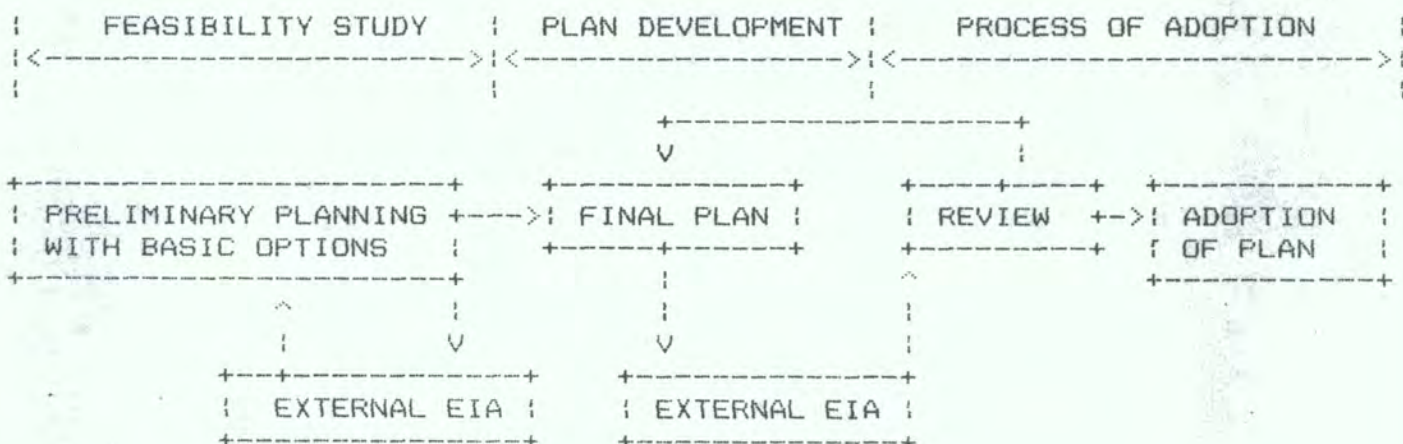 FEASIBILITY STUDY PLAN DEVELOPMENT PROCESS OF ADOPTION
PRELIMINARY PLANNING FINAL PLAN REVIEW ADOPTION
WITH BASIC OPTIONS OF PLAN
EXTERNAL EIA EXTERNAL EIA